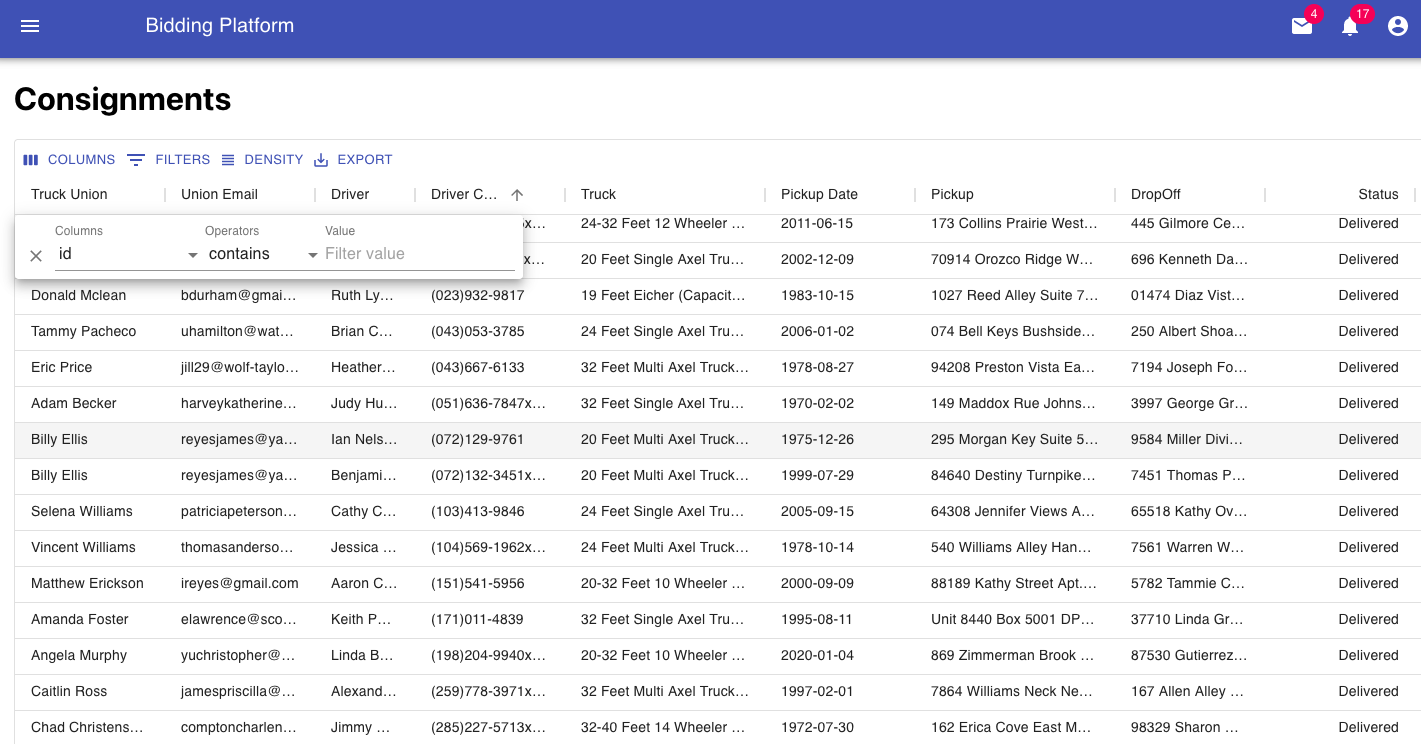 Bidding Platform 4 17
Consignments
COLUMNS FILTERS DENSITY EXPORT
Truck Union Union Email Driver Driver C... Truck Pickup Date Pickup DropOff Status
24-32 Feet 12 Wheeler ... 2011-06-15 173 Collins Prairie West... 445 Gilmore Ce... Delivered
Columns Operators Value
id contains Filter value
x... 20 Feet Single Axel Tru... 2002-12-09 70914 Orozco Ridge W... 696 Kenneth Da... Delivered
Donald Mclean bdurham@gmai... Ruth Ly... (023)932-9817 19 Feet Eicher (Capacit... 1983-10-15 1027 Reed Alley Suite 7... 01474 Diaz Vist... Delivered
Tammy Pacheco uhamilton@wat... Brian C... (043)053-3785 24 Feet Single Axel Tru... 2006-01-02 074 Bell Keys Bushside... 250 Albert Shoa... Delivered
Eric Price jill29@wolf-taylo... Heather... (043)667-6133 32 Feet Multi Axel Truck... 1978-08-27 94208 Preston Vista Ea... 7194 Joseph Fo... Delivered
Adam Becker harveykatherine... Judy Hu... (051)636-7847x... 32 Feet Single Axel Tru... 1970-02-02 149 Maddox Rue Johns... 3997 George Gr... Delivered
Billy Ellis reyesjames@ya... Ian Nels... (072)129-9761 20 Feet Multi Axel Truck... 1975-12-26 295 Morgan Key Suite 5... 9584 Miller Divi... Delivered
Billy Ellis reyesjames@ya... Benjami... (072)132-3451x... 20 Feet Multi Axel Truck... 1999-07-29 84640 Destiny Turnpike... 7451 Thomas P... Delivered
Selena Williams patriciapeterson... Cathy C... (103)413-9846 24 Feet Single Axel Tru... 2005-09-15 64308 Jennifer Views A... 65518 Kathy Ov... Delivered
Vincent Williams thomasanderso... Jessica ... (104)569-1962x... 24 Feet Multi Axel Truck... 1978-10-14 540 Williams Alley Han... 7561 Warren W... Delivered
Matthew Erickson ireyes@gmail.com Aaron C... (151)541-5956 20-32 Feet 10 Wheeler ... 2000-09-09 88189 Kathy Street Apt.... 5782 Tammie C... Delivered
Amanda Foster elawrence@sco... Keith P... (171)011-4839 32 Feet Single Axel Tru... 1995-08-11 Unit 8440 Box 5001 DP... 37710 Linda Gr... Delivered
Angela Murphy yuchristopher@... Linda B... (198)204-9940x... 20-32 Feet 10 Wheeler ... 2020-01-04 869 Zimmerman Brook ... 87530 Gutierrez... Delivered
Caitlin Ross jamespriscilla@... Alexand... (259)778-3971x... 32 Feet Multi Axel Truck... 1997-02-01 7864 Williams Neck Ne... 167 Allen Alley ... Delivered
Chad Christens... comptoncharlen... Jimmy ... (285)227-5713x... 32-40 Feet 14 Wheeler ... 1972-07-30 162 Erica Cove East M... 98329 Sharon ... Delivered